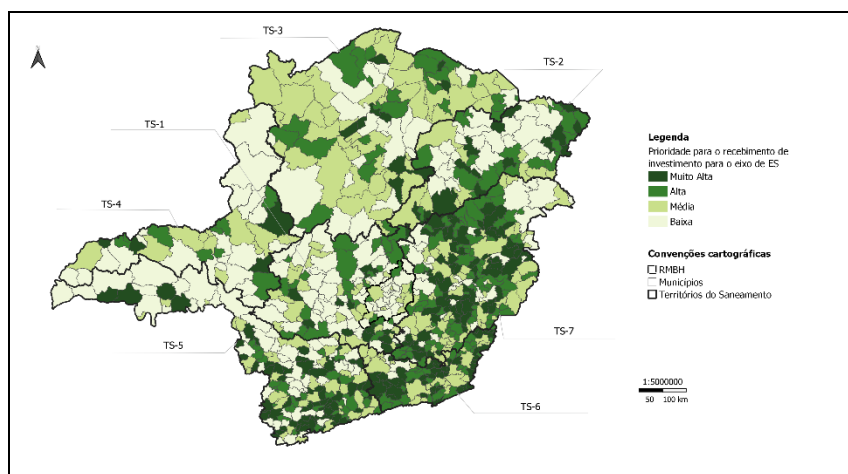 TS-3
TS-2
TS-1
TS-4
TS-5
TS-7
TS-6
Legenda
Prioridade para o recebimento de
investimento para o eixo de ES
Muito Alta
Alta
Média
Baixa
Convenções cartográficas
RMBH
Municípios
Territórios do Saneamento
1:5000000
50 100 km